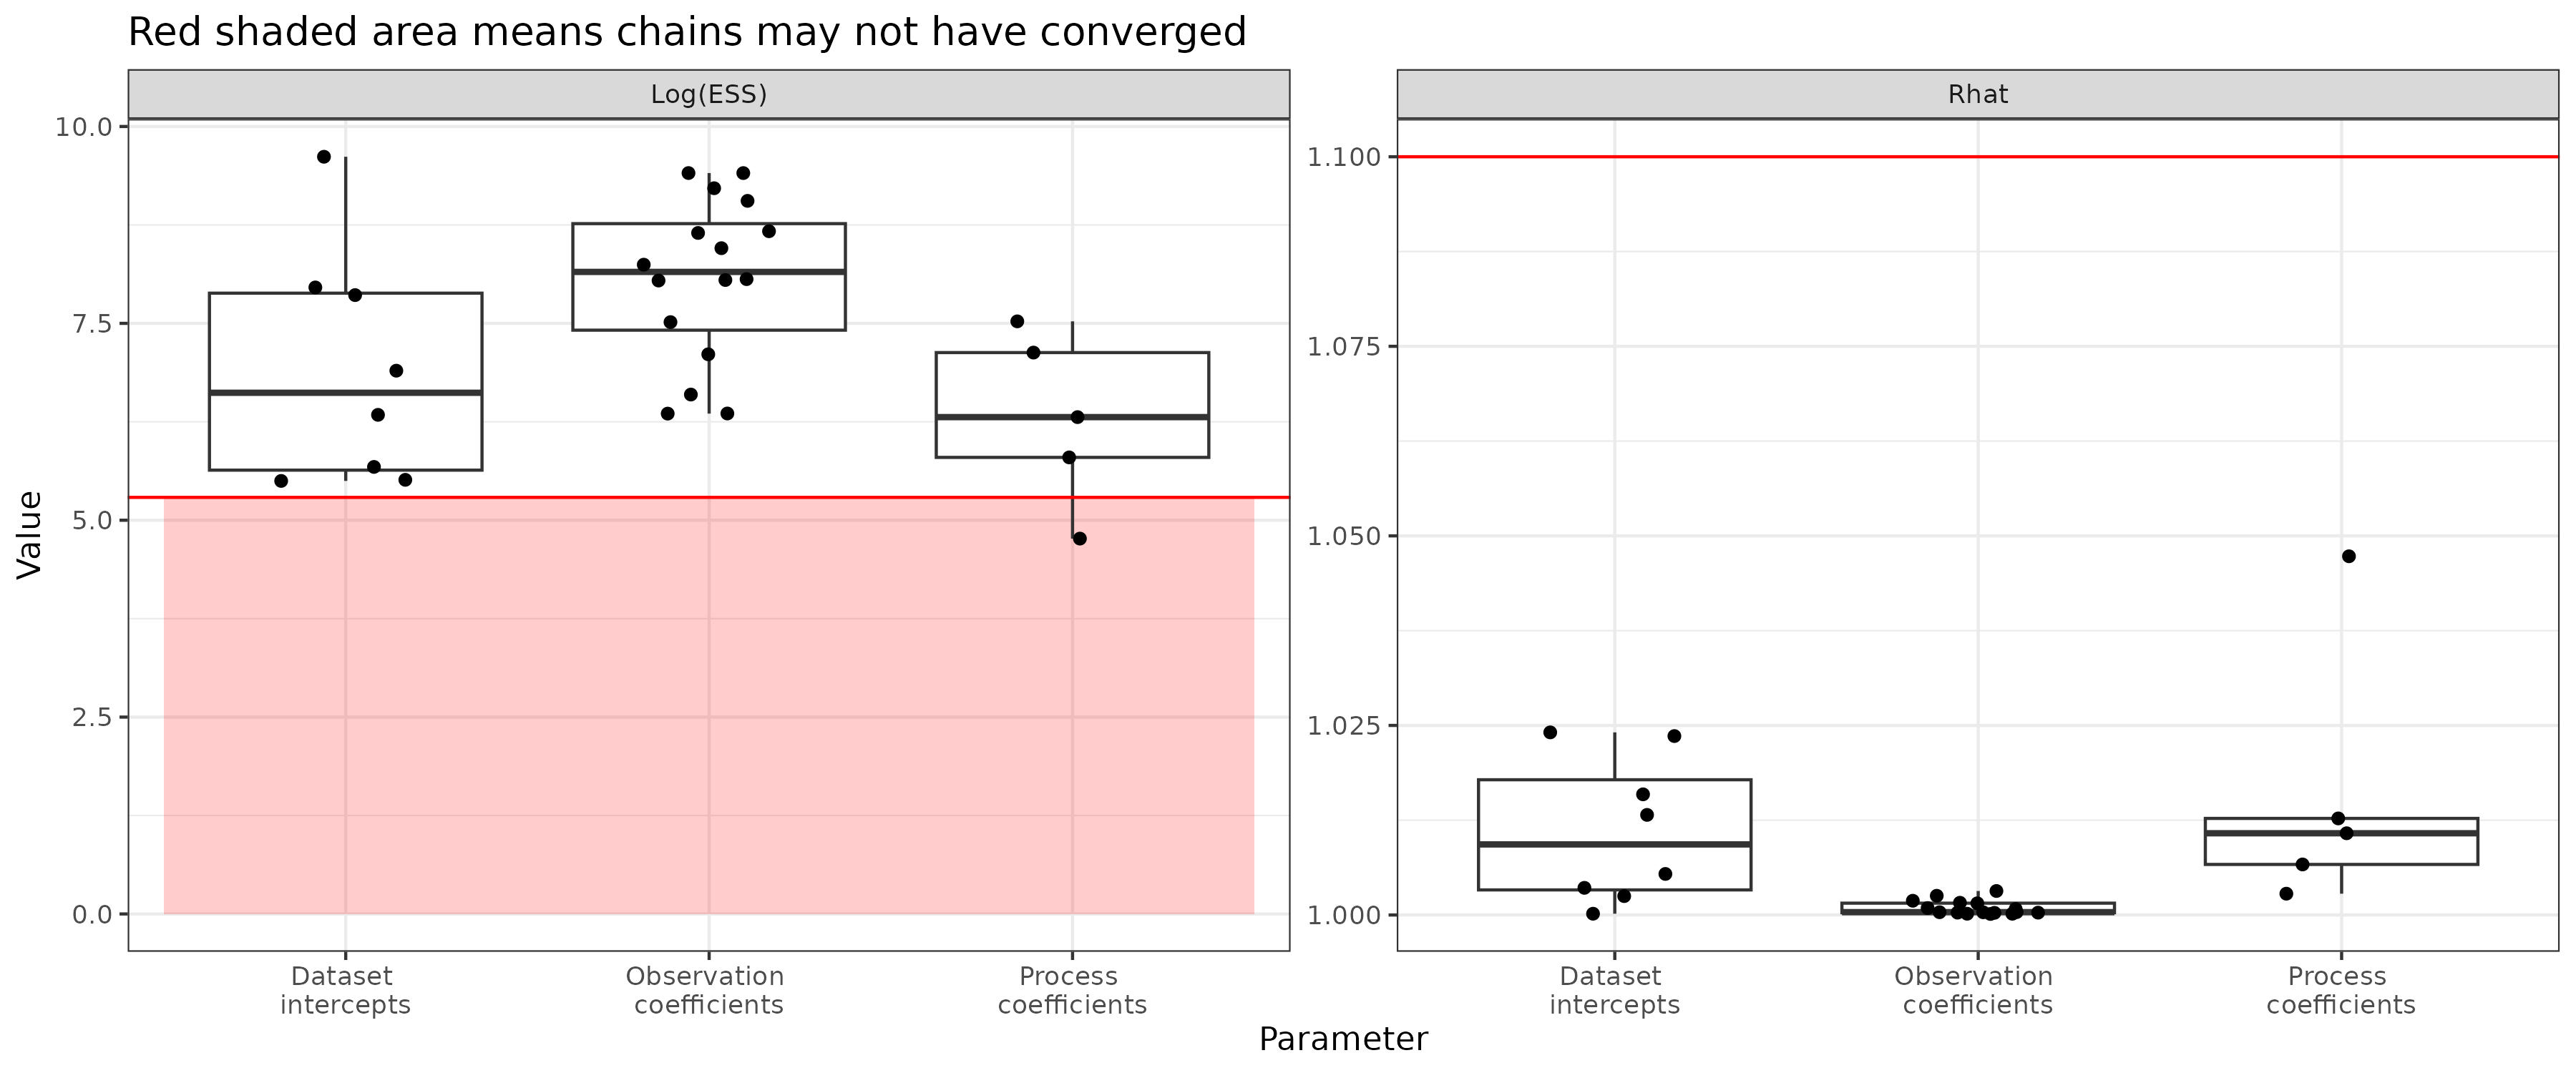 Red shaded area means chains may not have converged
Log(ESS)
Rhat
10.0
7.5
5.0
2.5
0.0
1.100
1.075
1.050
1.025
1.000
Value
Dataset
intercepts
Observation
coefficients
Process
coefficients
Dataset
intercepts
Observation
coefficients
Process
coefficients
Parameter